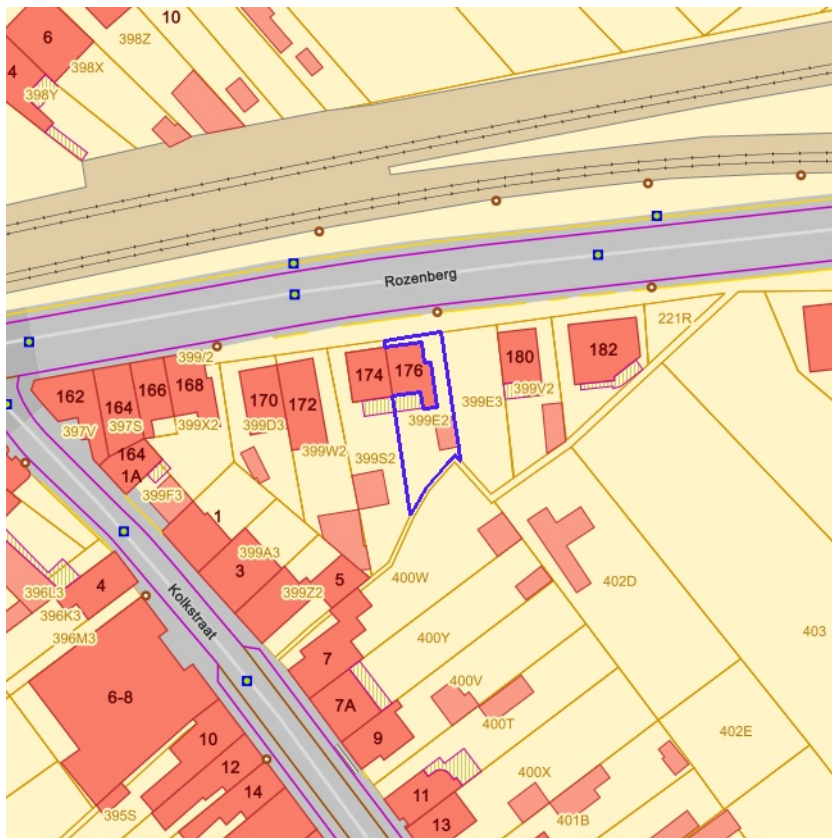 10
6
398Z
398X
4
398Y
Rozenberg
221R
399/2
182
180
174
176
168
166
162
164
170
172
399V2
399E3
399E2
397S
397V
399X2
399D3
399W2
399S2
164
1A
399F3
1
399A3
3
5
399Z2
4
396L3
396K3
396M3
Kolkstraat
400W
402D
403
400Y
7
6-8
7A
400V
400T
9
402E
10
12
14
400X
11
13
401B
395S